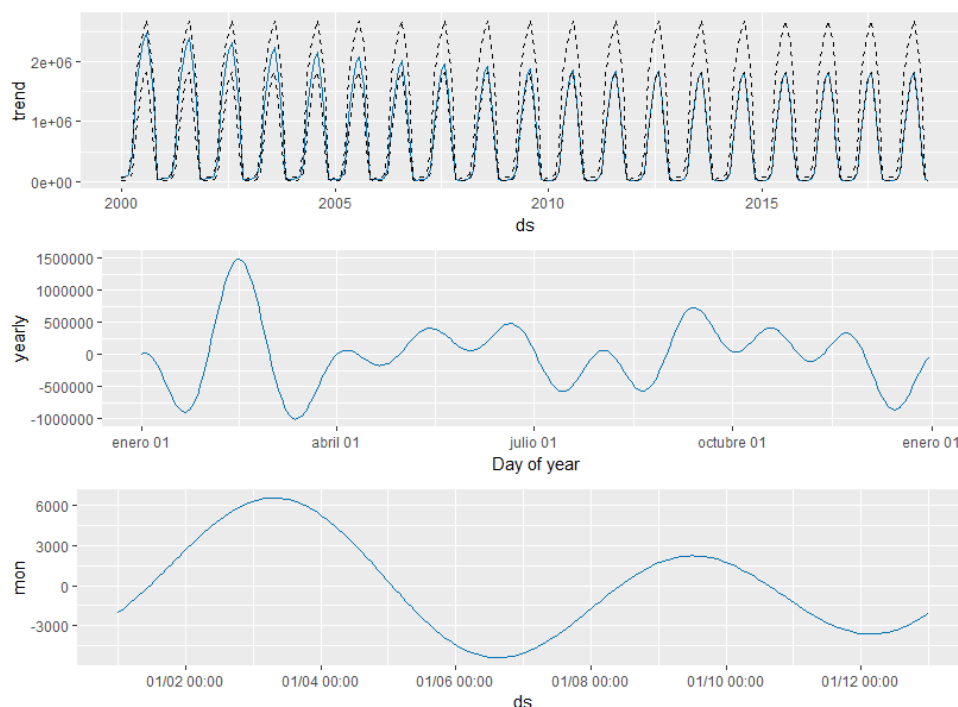 trend
2e+06
1e+06
0e+00
2000 2005 2010 2015
ds
yearly
1500000
1000000
500000
0
-500000
-1000000
enero 01 abril 01 julio 01 octubre 01 enero 01
Day of year
mon
6000
3000
0
-3000
01/02 00:00 01/04 00:00 01/06 00:00 01/08 00:00 01/10 00:00 01/12 00:00
ds